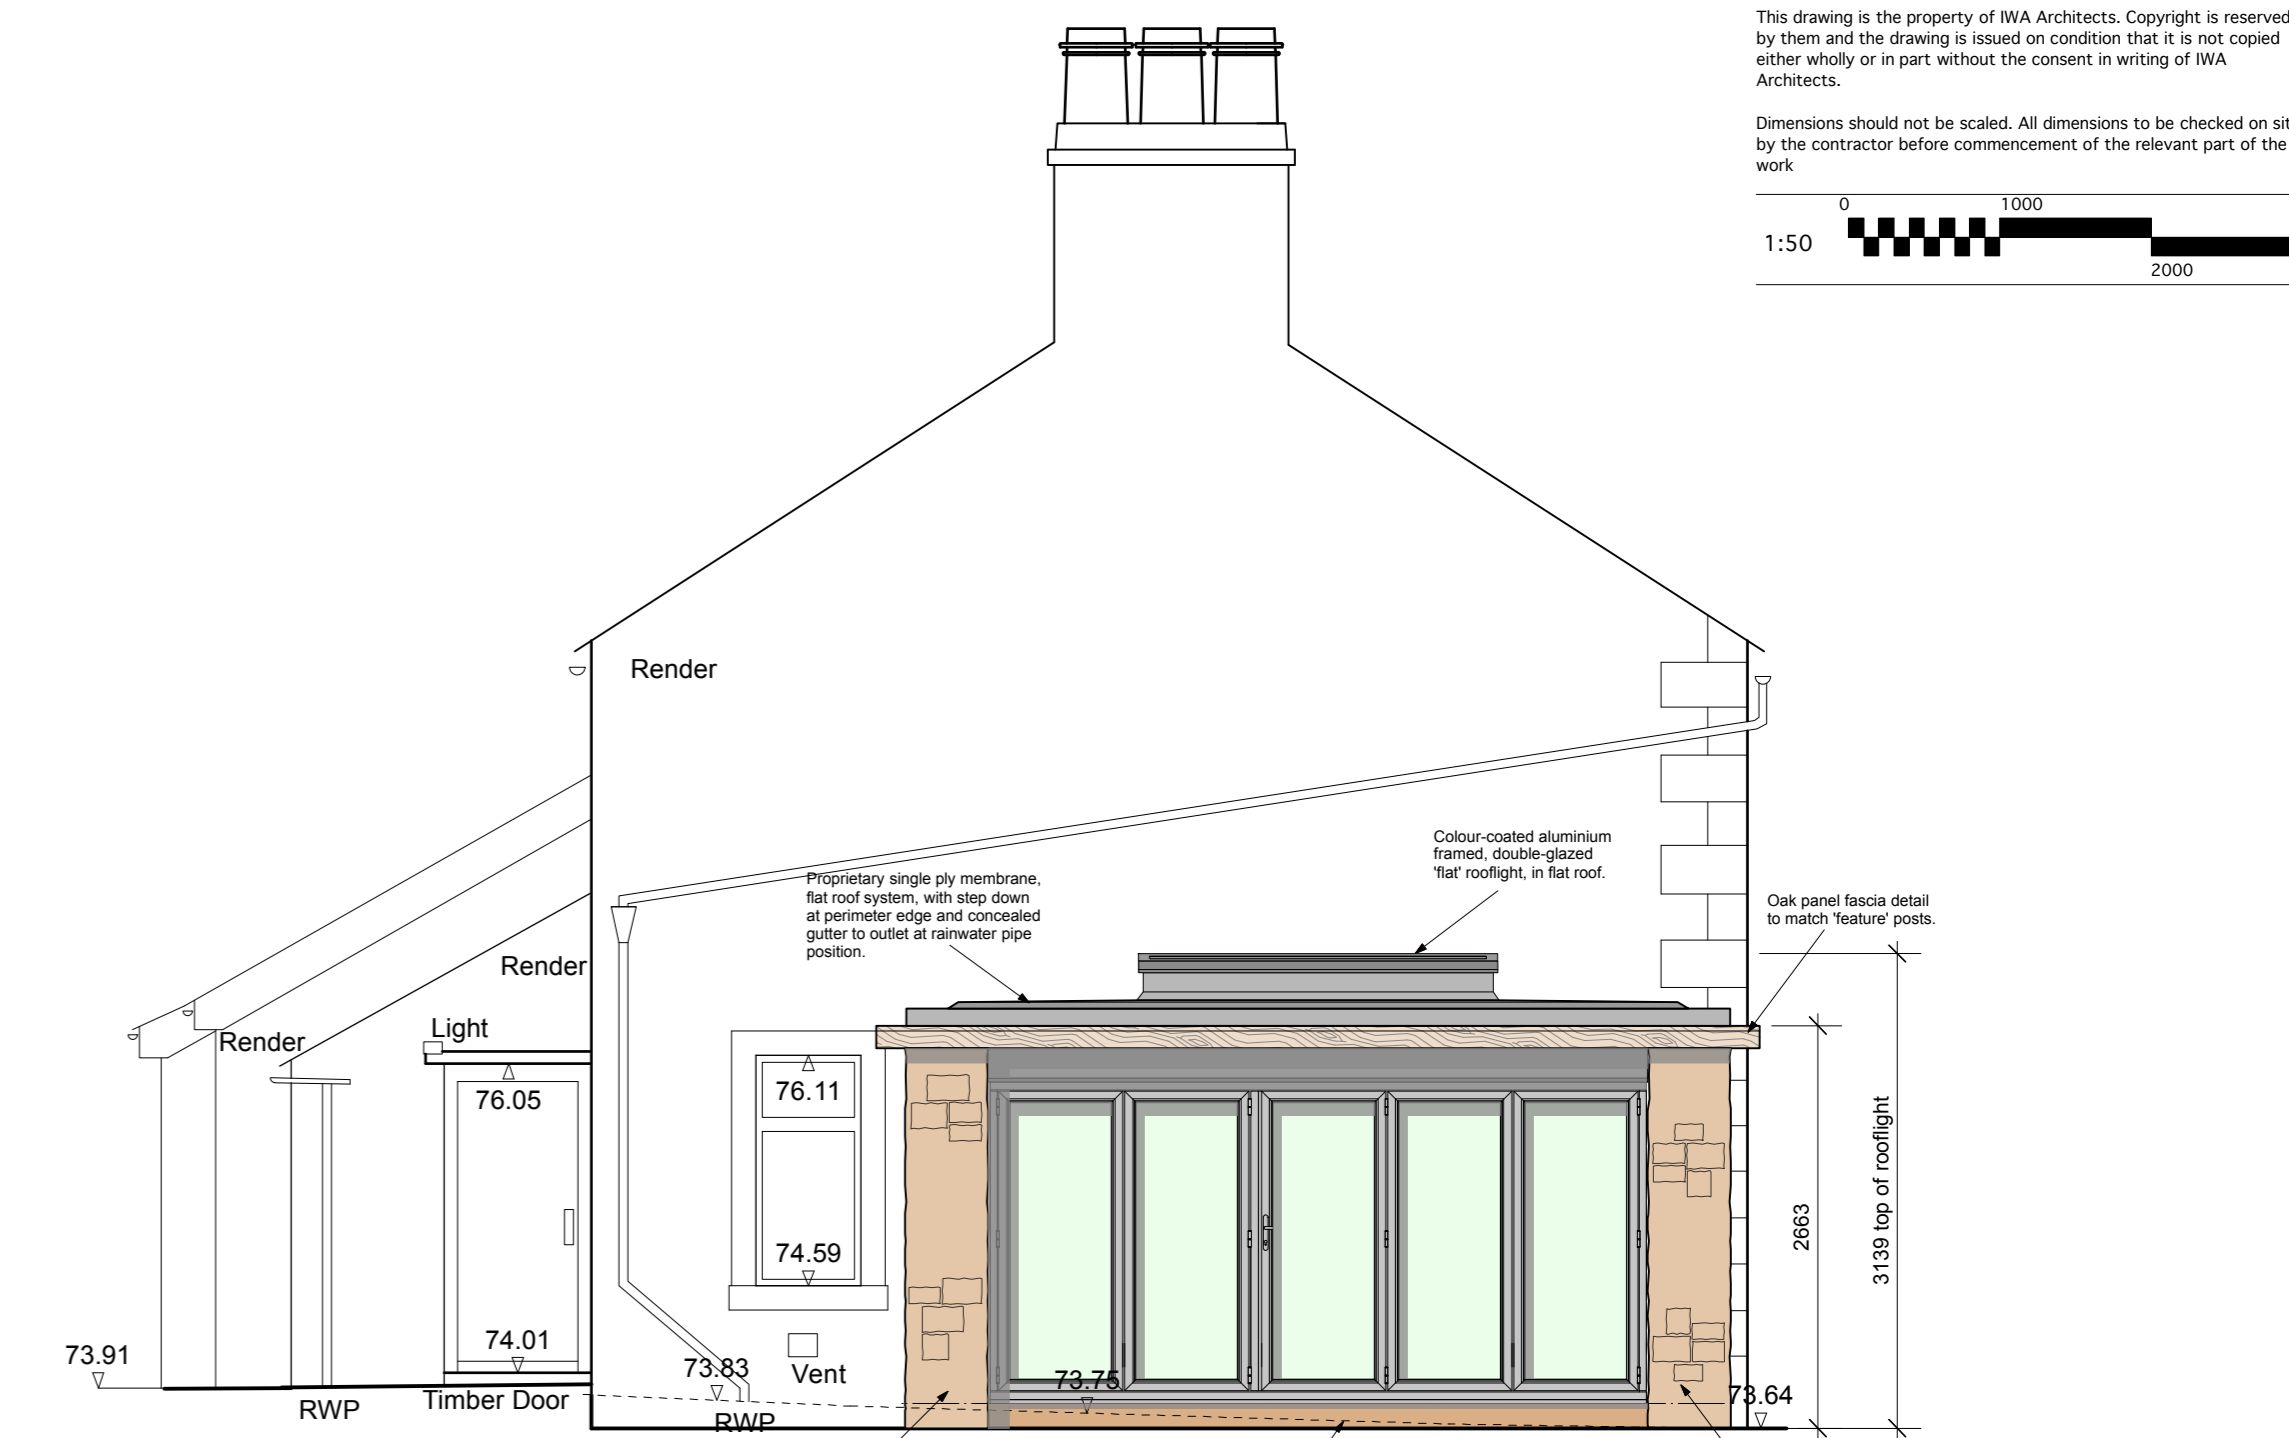 This drawing is the property of IWA Architects. Copyright is reserved
by them and the drawing is issued on condition that it is not copied
either wholly or in part without the consent in writing of IWA
Architects.
Dimensions should not be scaled. All dimensions to be checked on sit
by the contractor before commencement of the relevant part of the
work
0
1000
1:50
2000
Render
Colour-coated aluminium
framed, double-glazed
'flat' rooflight, in flat roof.
Proprietary single ply membrane,
flat roof system, with step down
at perimeter edge and concealed
gutter to outlet at rainwater pipe
position.
Oak panel fascia detail
to match 'feature' posts.
Render
Light
Render
76.05
76.11
3139 top of rooflight
2663
74.59
74.01
73.91
73.83
Vent
73.75
73.64
Timber Door
RWP
RWP